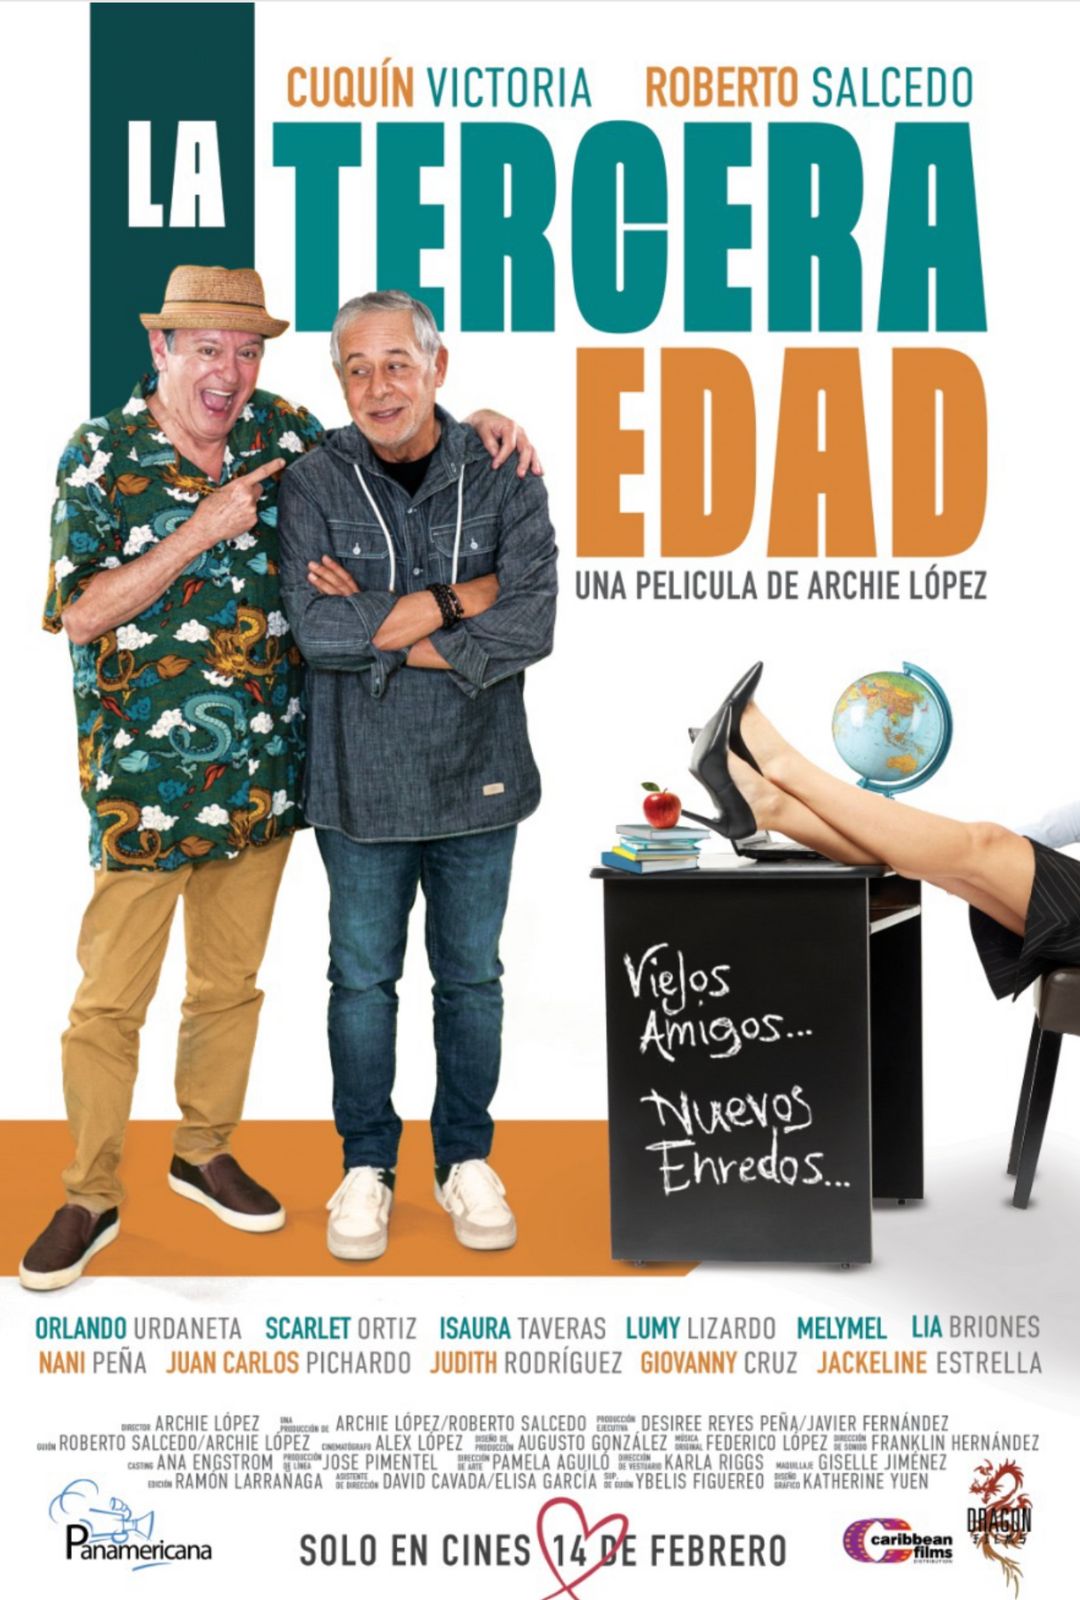 CUQUÍN VICTORIA ROBERTO SALCEDO
LA TERCERA
EDAD
UNA PELICULA DE ARCHIE LÓPEZ
Viejos
Amigos...
Nuevos
Enredos...
ORLANDO URDANETA SCARLET ORTIZ ISAURA TAVERAS LUMY LIZARDO MELYMEL LIA BRIONES
NANI PEÑA JUAN CARLOS PICHARDO JUDITH RODRÍGUEZ GIOVANNY CRUZ JACKELINE ESTRELLA
DIRECTOR ARCHIE LÓPEZ UNA PRODUCCIÓN DE ARCHIE LÓPEZ/ROBERTO SALCEDO PRODUCCIÓN EJECUTIVA DESIREE REYES PEÑA/JAVIER FERNÁNDEZ
GUIÓN ROBERTO SALCEDO/ARCHIE LÓPEZ CINEMATÓGRAFO ALEX LÓPEZ DISEÑO DE PRODUCCIÓN AUGUSTO GONZÁLEZ MÚSICA ORIGINAL FEDERICO LÓPEZ DIRECCIÓN DE SONIDO FRANKLIN HERNÁNDEZ
CASTING ANA ENGSTROM PRODUCCIÓN DE LÍNEA JOSE PIMENTEL DIRECCIÓN DE ARTE PAMELA AGUILÓ DIRECCIÓN DE VESTUARIO KARLA RIGGS MAQUILLAJE GISELLE JIMÉNEZ
EDICIÓN RAMÓN LARRAÑAGA ASISTENTE DE DIRECCIÓN DAVID CAVADA/ELISA GARCÍA SUP. DE GUIÓN YBELIS FIGUEREO DISEÑO GRÁFICO KATHERINE YUEN
Panamericana
SOLO EN CINES 14 DE FEBRERO
caribbean
films
DISTRIBUTION
DRAGON
FILMS